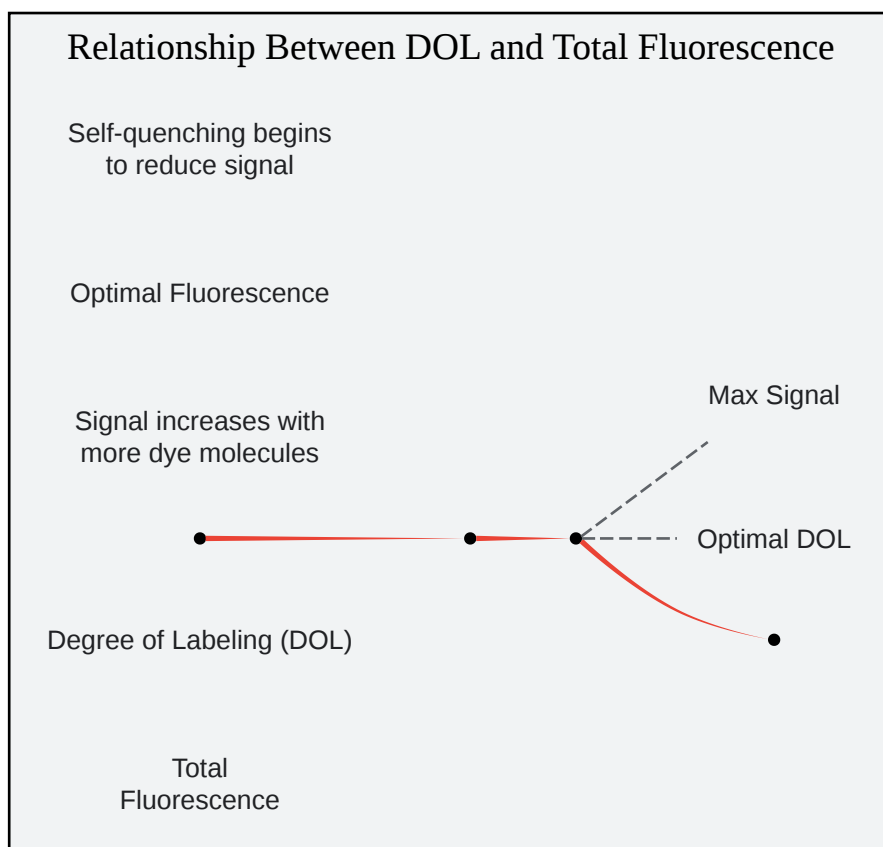 Relationship Between DOL and Total Fluorescence
Self-quenching begins
to reduce signal
Optimal Fluorescence
Max Signal
Signal increases with
more dye molecules
Optimal DOL
Degree of Labeling (DOL)
Total
Fluorescence